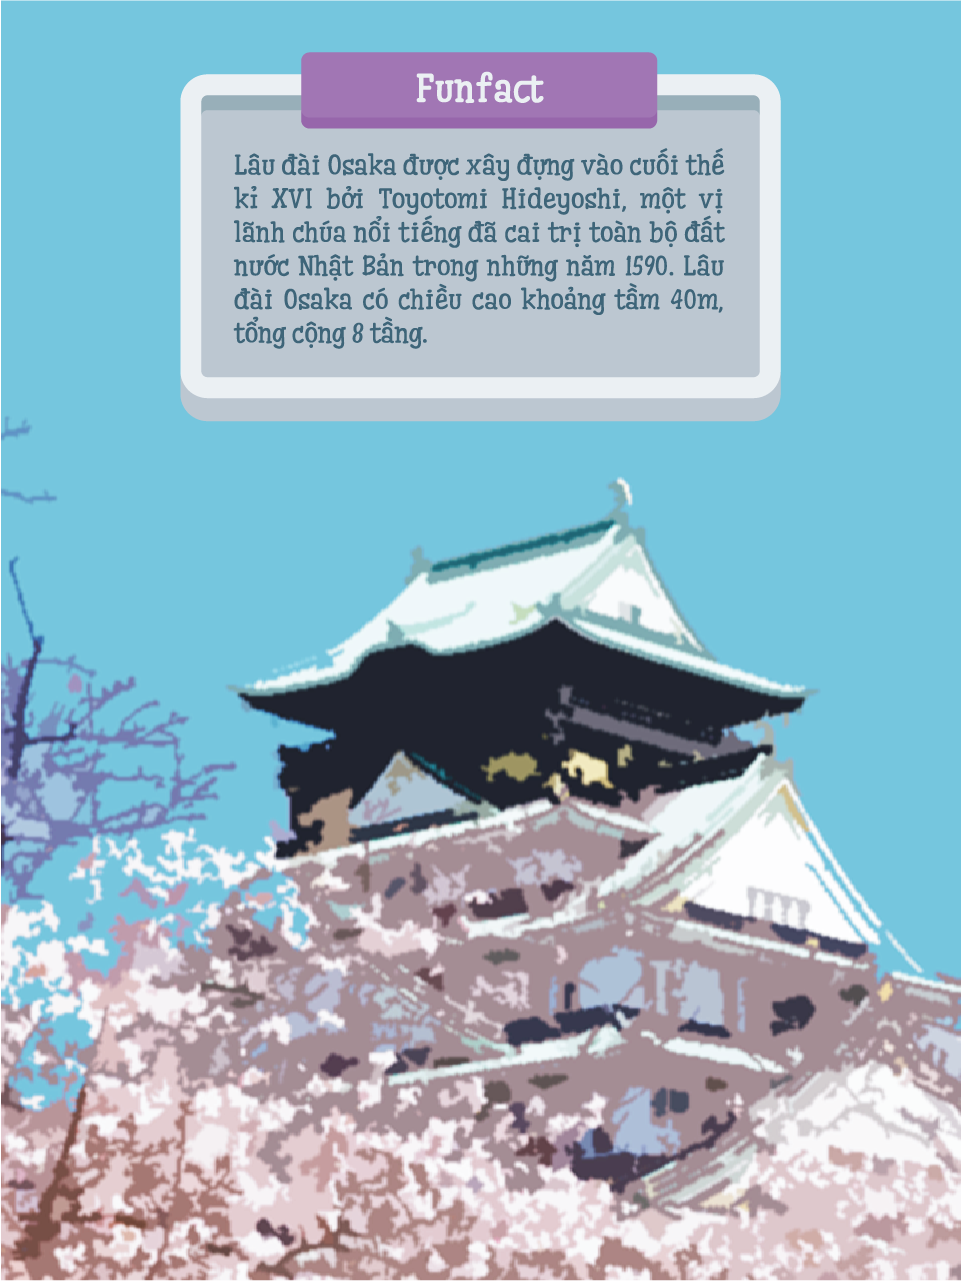 Funfact
Lâu đài Osaka được xây đựng vào cuối thế
kỉ XVI bởi Toyotomi Hideyoshi, một vị
lãnh chúa nổi tiếng đã cai trị toàn bộ đất
nước Nhật Bản trong những năm 1590. Lâu
đài Osaka có chiều cao khoảng tầm 40m,
tổng cộng 8 tầng.